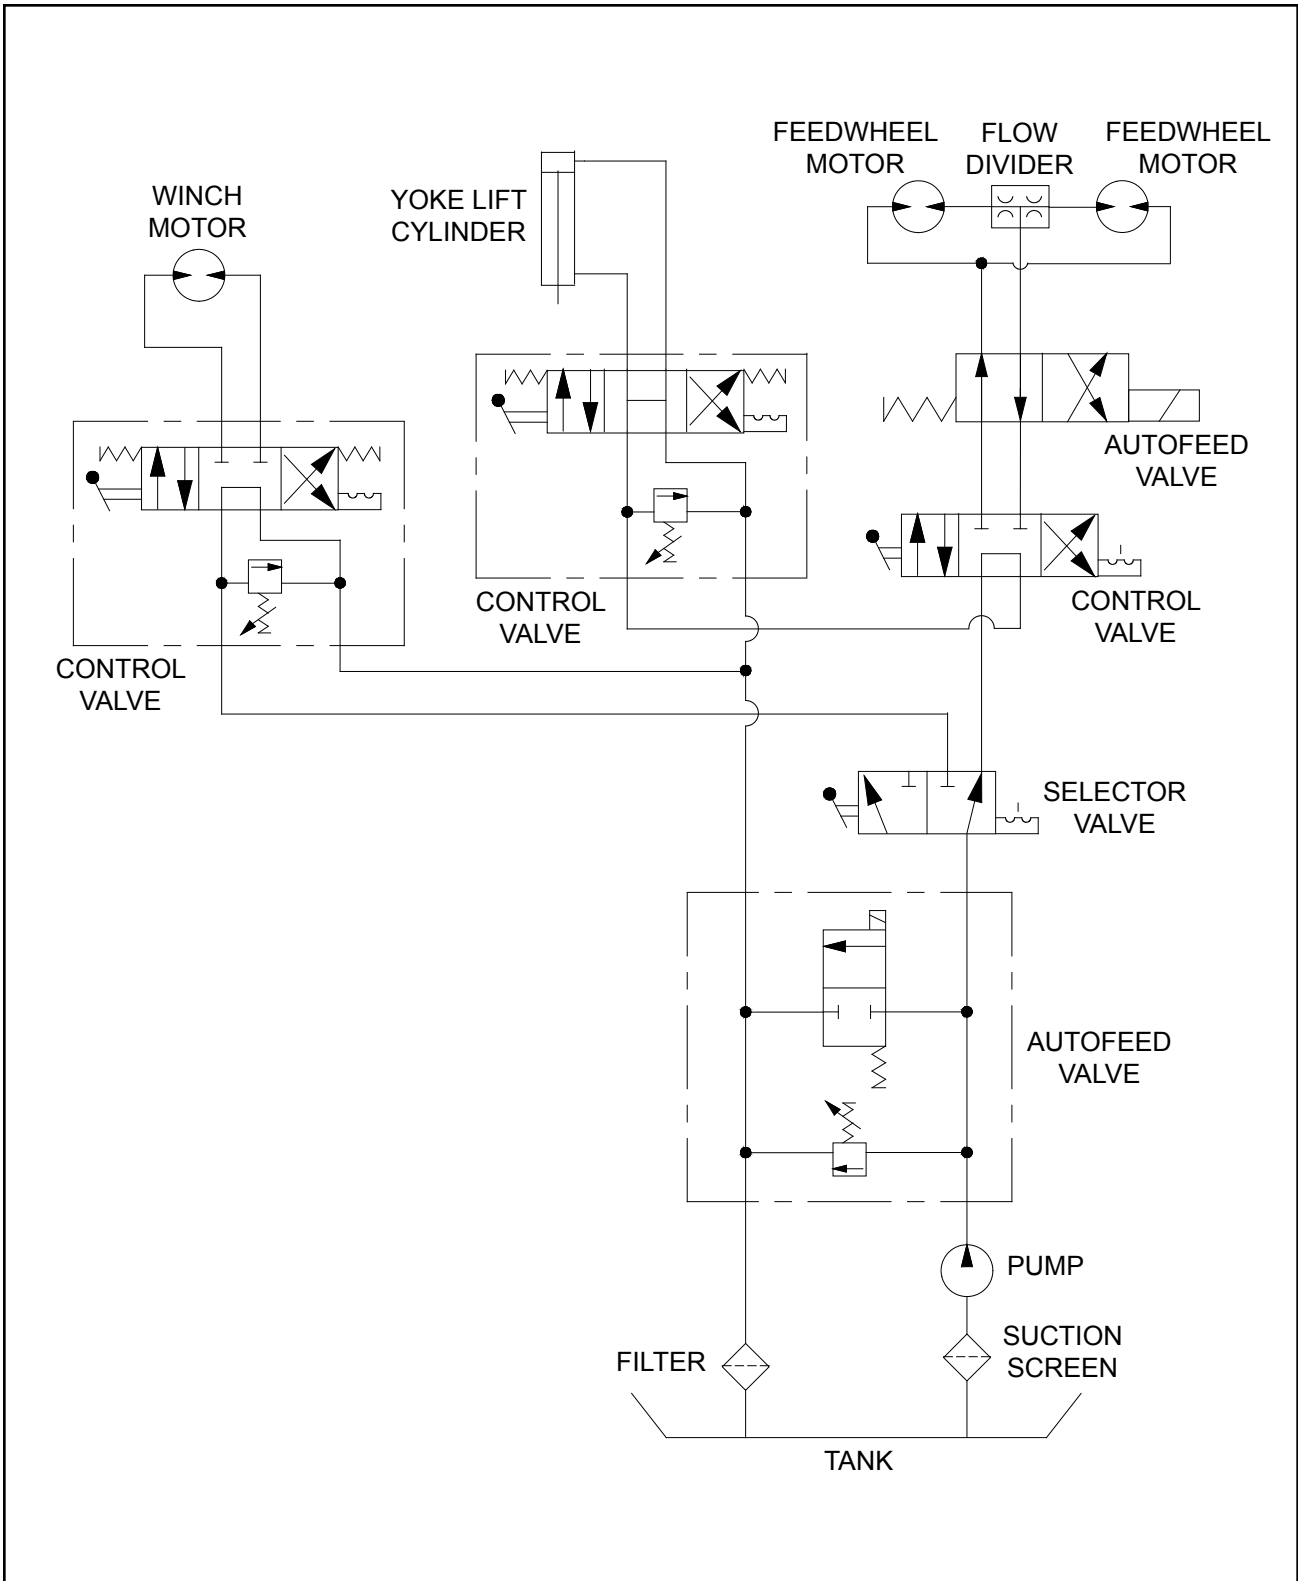 FEEDWHEEL
MOTOR
FLOW
DIVIDER
FEEDWHEEL
MOTOR
WINCH
MOTOR
YOKE LIFT
CYLINDER
AUTOFEED
VALVE
CONTROL
VALVE
CONTROL
VALVE
CONTROL
VALVE
SELECTOR
VALVE
AUTOFEED
VALVE
PUMP
SUCTION
SCREEN
FILTER
TANK